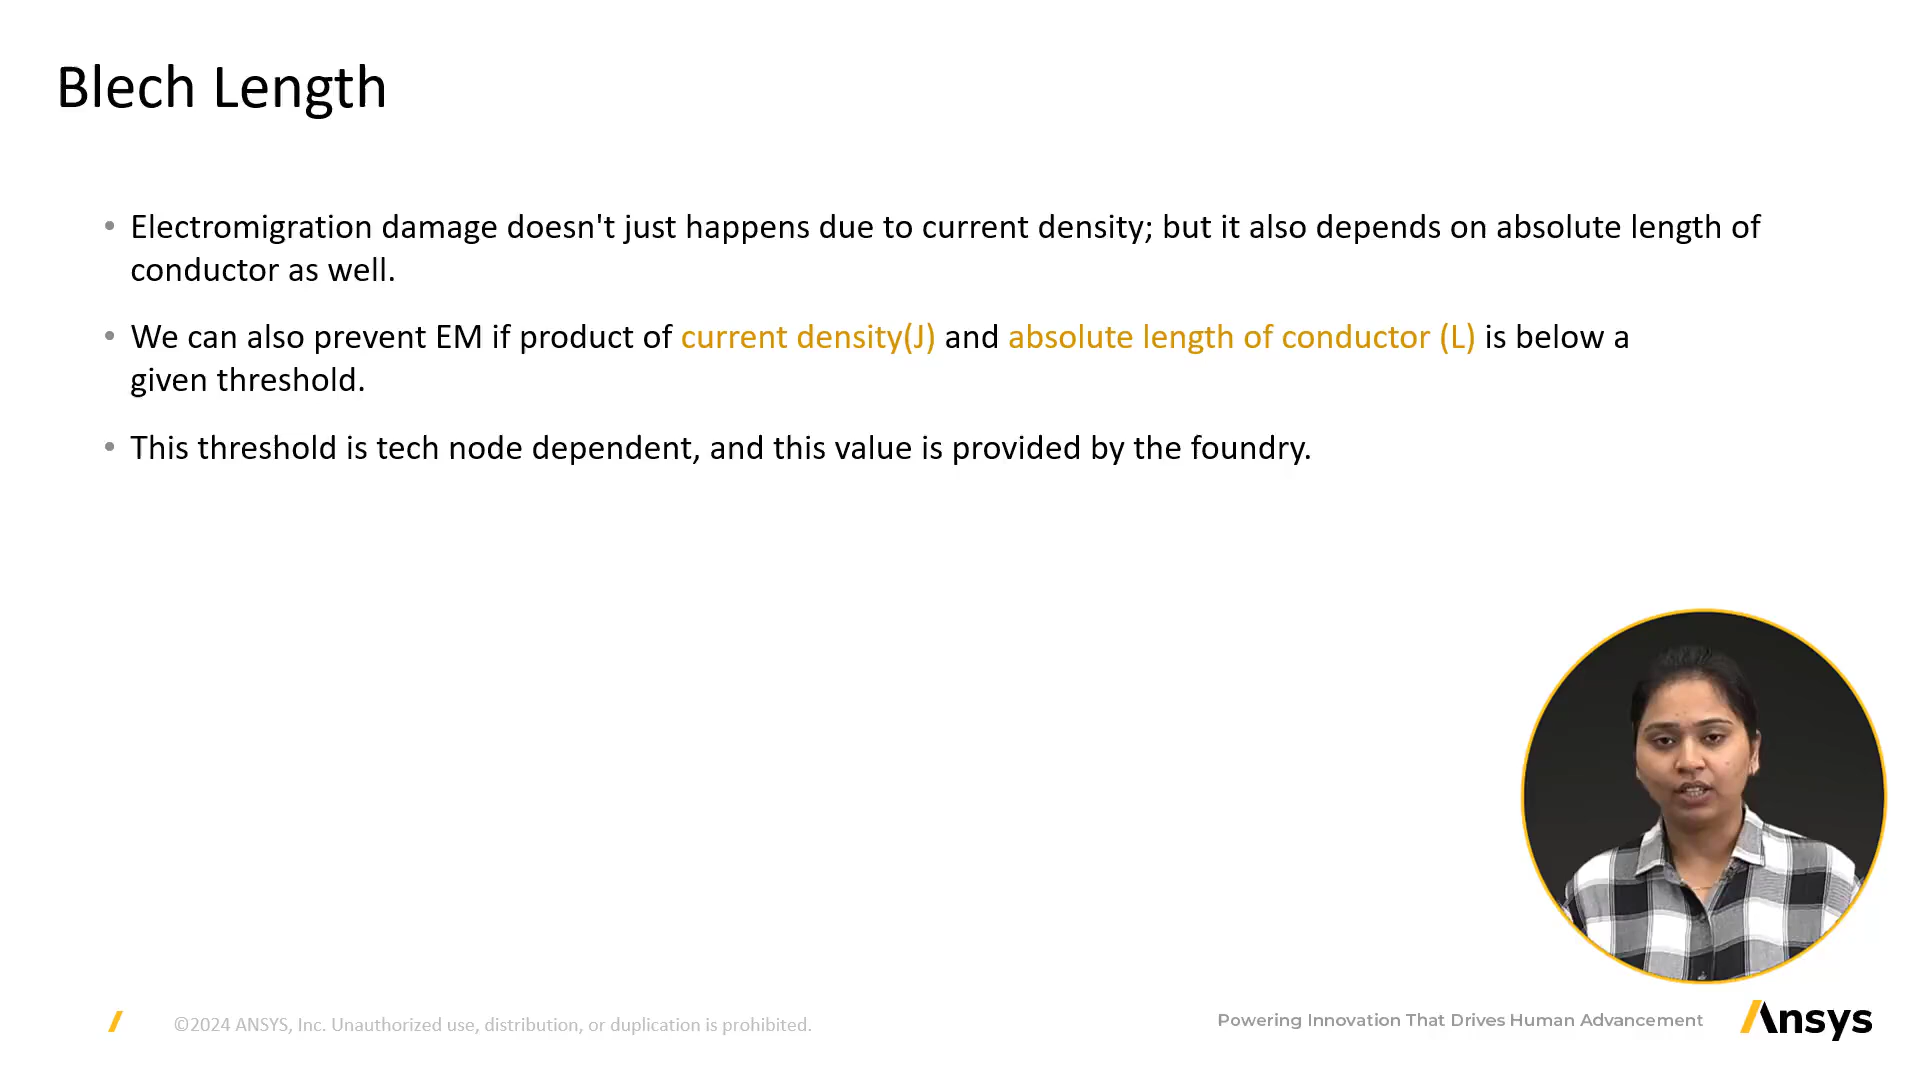 Blech Length
• Electromigration damage doesn't just happens due to current density; but it also depends on absolute length of
conductor as well.
• We can also prevent EM if product of current density(J) and absolute length of conductor (L) is below a
given threshold.
• This threshold is tech node dependent, and this value is provided by the foundry.
©2024 ANSYS, Inc. Unauthorized use, distribution, or duplication is prohibited.
Powering Innovation That Drives Human Advancement
Ansys